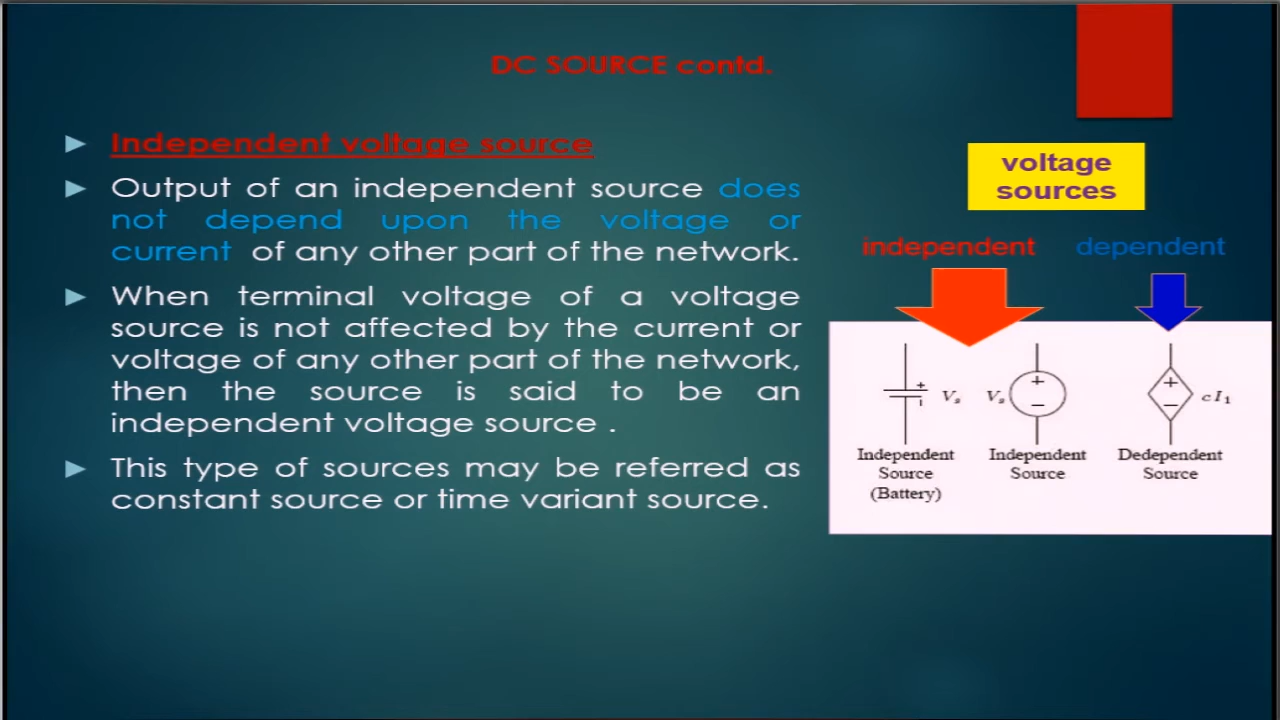 DC SOURCE contd.
Independent voltage source
Output of an independent source does
not depend upon the voltage or
current of any other part of the network.
When terminal voltage of a voltage
source is not affected by the current or
voltage of any other part of the network,
then the source is said to be an
independent voltage source .
This type of sources may be referred as
constant source or time variant source.
voltage
sources
independent dependent
+ Vs Vs + − + − cI1
Independent Independent Dedependent
Source Source Source
(Battery)